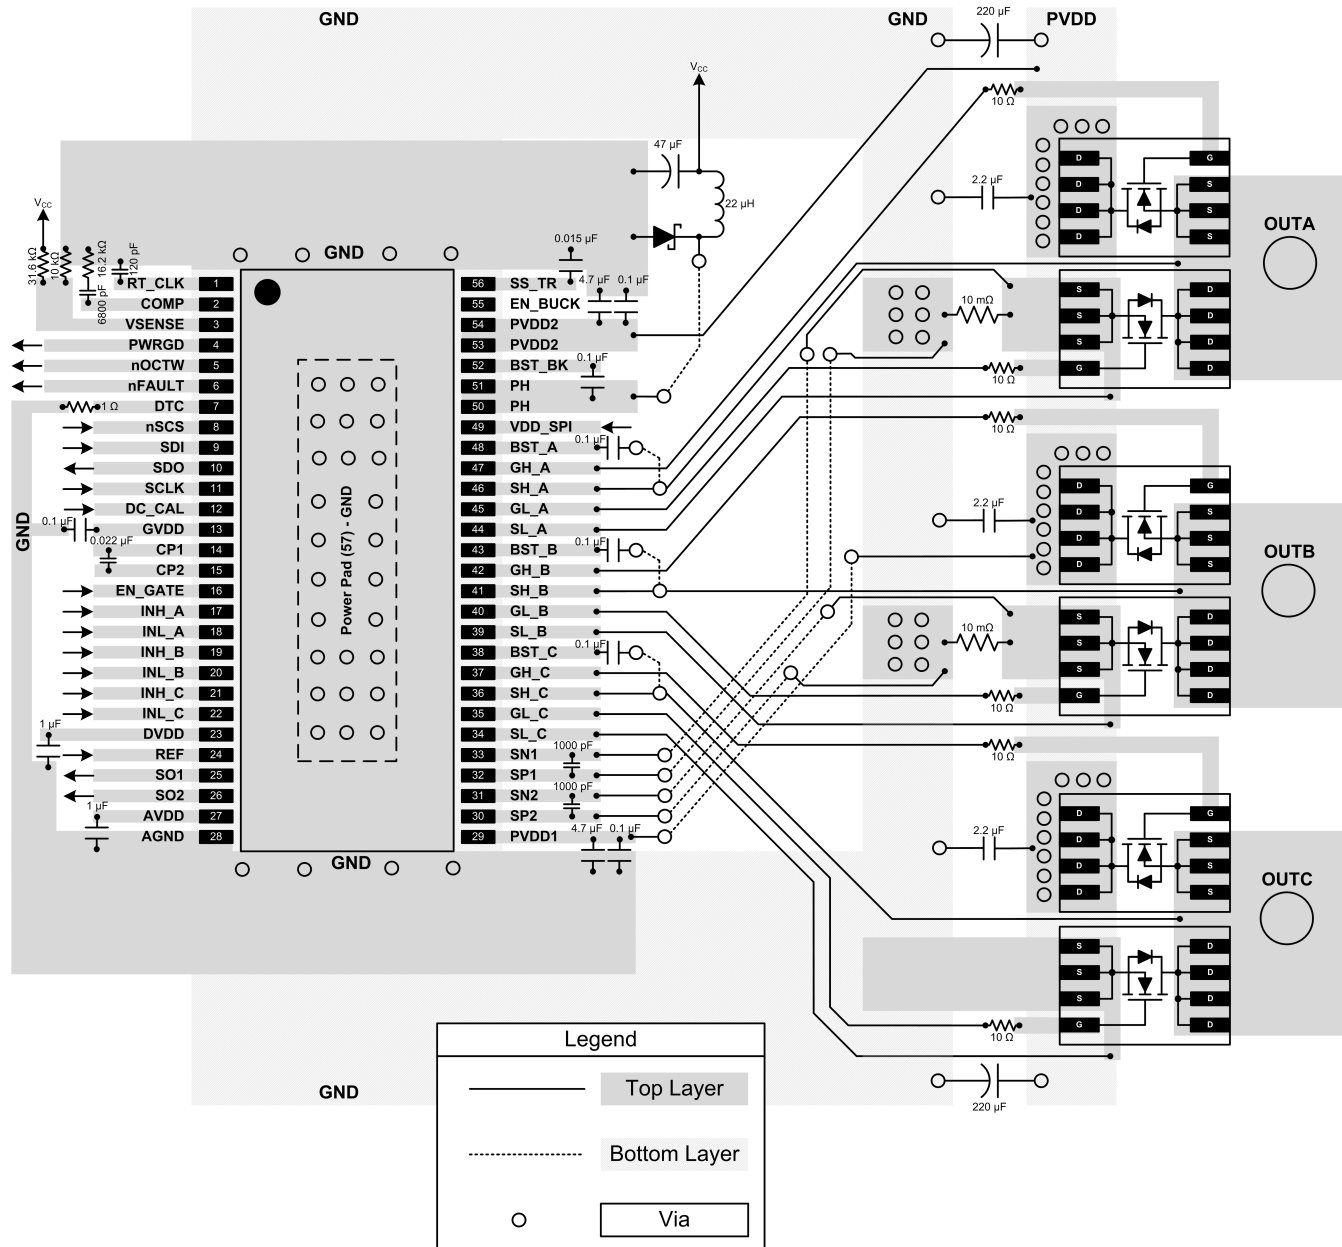 GND
GND
220 µF
PVDD
VCC
10 Ω
47 µF
22 µH
2.2 µF
D
D
D
D
G
S
S
S
OUTA
VCC
31.6 kΩ
10 kΩ
16.2 kΩ
6800 pF
120 pF
GND
0.015 µF
4.7 µF
0.1 µF
RT_CLK 1
COMP 2
VSENSE 3
PWRGD 4
nOCTW 5
nFAULT 6
1 Ω
DTC 7
nSCS 8
SDI 9
SDO 10
SCLK 11
DC_CAL 12
GND
0.1 µF
GVDD 13
0.022 µF
CP1 14
CP2 15
EN_GATE 16
INH_A 17
INL_A 18
INH_B 19
INL_B 20
INH_C 21
INL_C 22
1 µF
DVDD 23
REF 24
SO1 25
SO2 26
1 µF
AVDD 27
AGND 28
Power Pad (57) - GND
56 SS_TR
55 EN_BUCK
54 PVDD2
53 PVDD2
52 BST_BK
0.1 µF
51 PH
50 PH
49 VDD_SPI
48 BST_A
0.1 µF
47 GH_A
46 SH_A
45 GL_A
44 SL_A
43 BST_B
0.1 µF
42 GH_B
41 SH_B
40 GL_B
39 SL_B
38 BST_C
0.1 µF
37 GH_C
36 SH_C
35 GL_C
34 SL_C
33 SN1
1000 pF
32 SP1
31 SN2
1000 pF
30 SP2
29 PVDD1
4.7 µF
0.1 µF
GND
10 mΩ
S
S
S
G
D
D
D
D
10 Ω
10 Ω
2.2 µF
D
D
D
D
G
S
S
S
OUTB
10 mΩ
S
S
S
G
D
D
D
D
10 Ω
10 Ω
2.2 µF
D
D
D
D
G
S
S
S
OUTC
S
S
S
G
D
D
D
D
10 Ω
220 µF
GND
Legend
Top Layer
Bottom Layer
Via